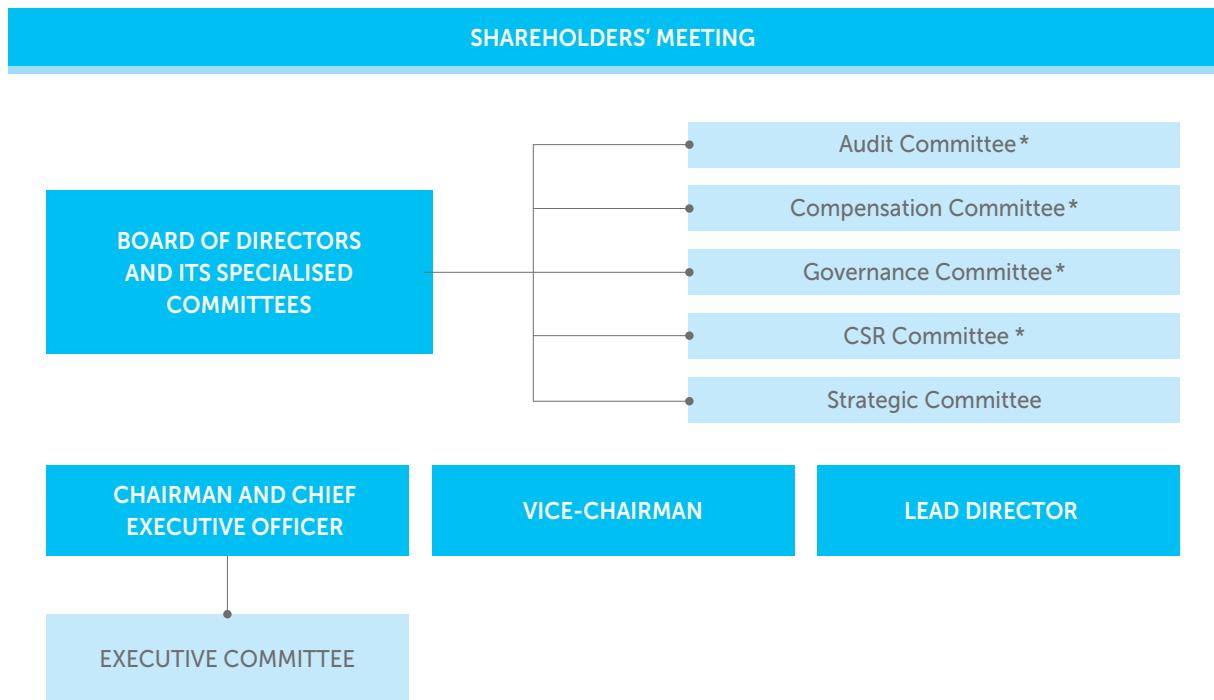 SHAREHOLDERS’ MEETING
Audit Committee*
Compensation Committee*
Governance Committee*
CSR Committee *
Strategic Committee
BOARD OF DIRECTORS
AND ITS SPECIALISED
COMMITTEES
CHAIRMAN AND CHIEF
EXECUTIVE OFFICER
VICE-CHAIRMAN
LEAD DIRECTOR
EXECUTIVE COMMITTEE